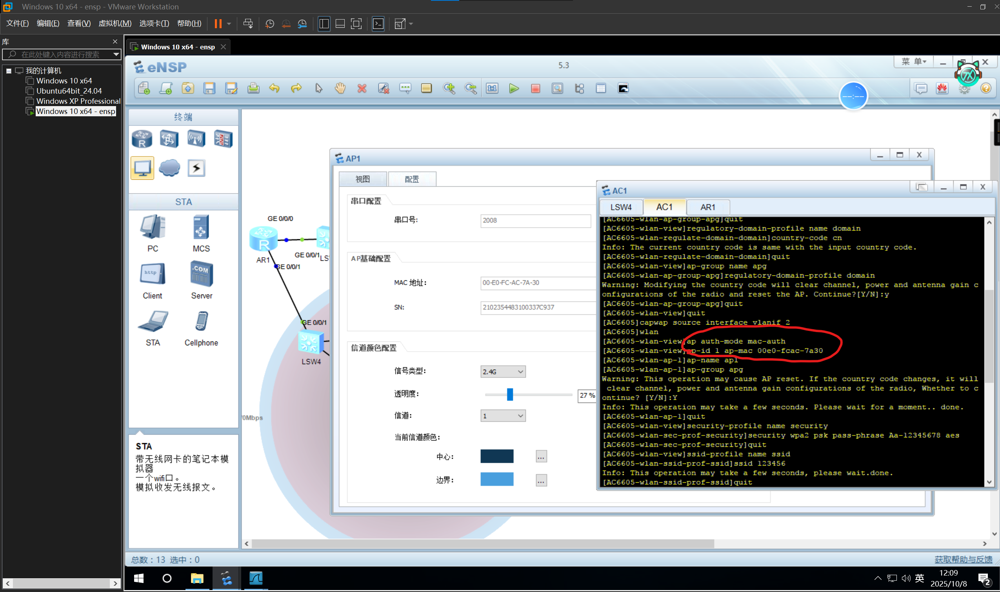 Windows 10 x64 - ensp - VMware Workstation
文件(F) 编辑(E) 查看(V) 虚拟机(M) 选项卡(T) 帮助(H)
库
在此处键入内容进行搜索
我的计算机
Windows 10 x64
Ubuntu64bit_24.04
Windows XP Professional
Windows 10 x64 - ensp
Windows 10 x64 - ensp
eNSP
5.3
菜 单
1:1
终端
R
STA
PC
MCS
http
.COM
Client
Server
STA
Cellphone
STA
带无线网卡的笔记本模
拟器
一个wifi口。
模拟收发无线报文。
GE 0/0/0
R
AR1
GE 0/0/1
LS
GE 0/0/1
GE 0/0/1
LSW4
0Mbps
AP1
视图
配置
串口配置
串口号:
2008
AP基础配置
MAC 地址:
00-E0-FC-AC-7A-30
SN:
2102354483100337C937
信道颜色配置
信号类型:
2.4G
透明度:
27 %
信道:
1
当前信道颜色:
中心:
...
边界:
...
AC1
LSW4
AC1
AR1
[AC6605-wlan-ap-group-apg]quit
[AC6605-wlan-view]regulatory-domain-profile name domain
[AC6605-wlan-regulate-domain-domain]country-code cn
Info: The current country code is same with the input country code.
[AC6605-wlan-regulate-domain-domain]quit
[AC6605-wlan-view]ap-group name apg
[AC6605-wlan-ap-group-apg]regulatory-domain-profile domain
Warning: Modifying the country code will clear channel, power and antenna gain c
onfigurations of the radio and reset the AP. Continue?[Y/N]:y
[AC6605-wlan-ap-group-apg]quit
[AC6605-wlan-view]quit
[AC6605]capwap source interface vlanif 2
[AC6605]wlan
[AC6605-wlan-view]ap auth-mode mac-auth
[AC6605-wlan-view]ap-id 1 ap-mac 00e0-fcac-7a30
[AC6605-wlan-ap-1]ap-name ap1
[AC6605-wlan-ap-1]ap-group apg
Warning: This operation may cause AP reset. If the country code changes, it will
clear channel, power and antenna gain configurations of the radio, Whether to c
ontinue? [Y/N]:Y
Info: This operation may take a few seconds. Please wait for a moment.. done.
[AC6605-wlan-ap-1]quit
[AC6605-wlan-view]security-profile name security
[AC6605-wlan-sec-prof-security]security wpa2 psk pass-phrase Aa-12345678 aes
[AC6605-wlan-sec-prof-security]quit
[AC6605-wlan-view]ssid-profile name ssid
[AC6605-wlan-ssid-prof-ssid]ssid 123456
Info: This operation may take a few seconds, please wait.done.
[AC6605-wlan-ssid-prof-ssid]quit
总数：13 选中：0
获取帮助与反馈
英
12:09
2025/10/8
2